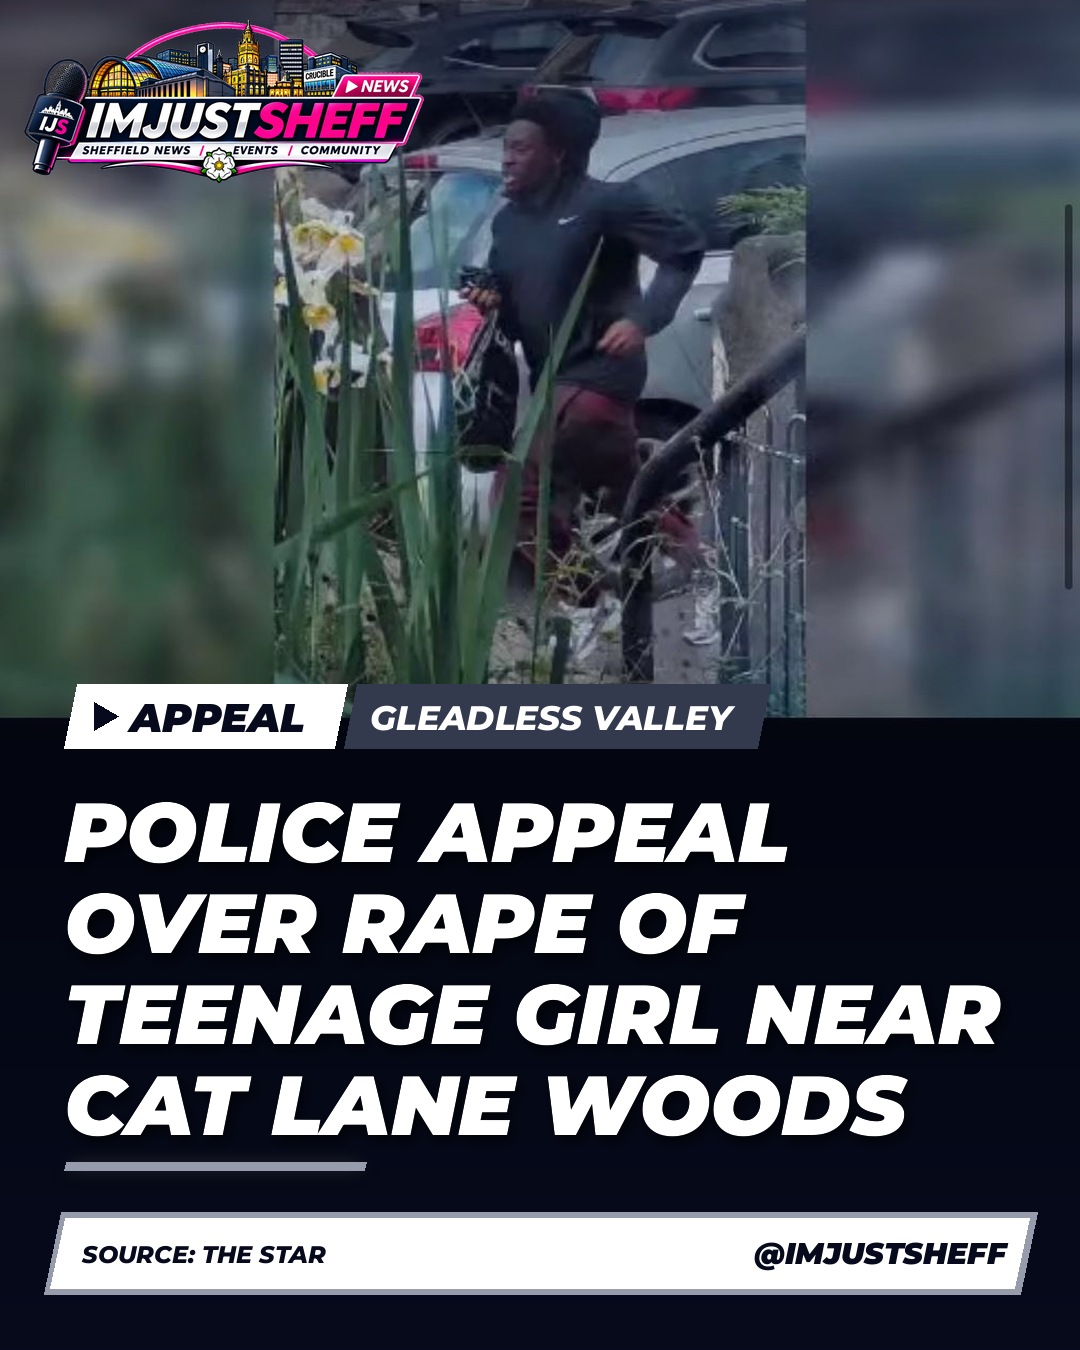 CRUCIBLE
NEWS
IJS
IMJUSTSHEFF
SHEFFIELD NEWS / EVENTS / COMMUNITY
APPEAL
GLEADLESS VALLEY
POLICE APPEAL
OVER RAPE OF
TEENAGE GIRL NEAR
CAT LANE WOODS
SOURCE: THE STAR
@IMJUSTSHEFF